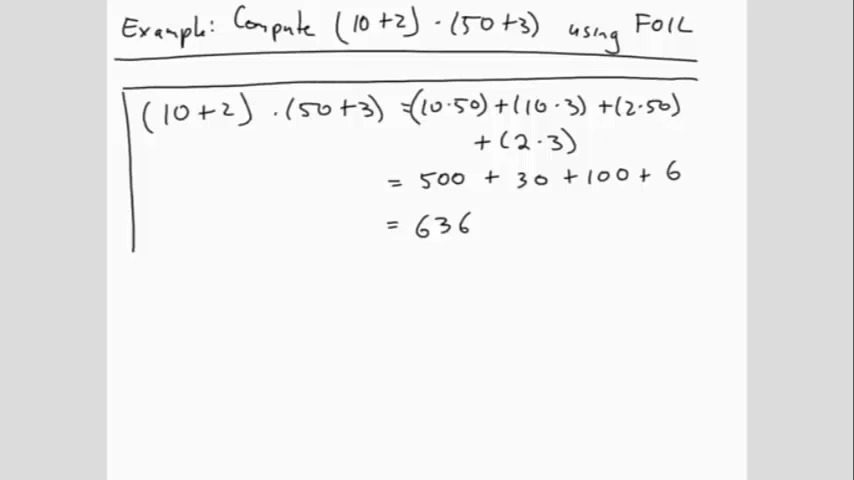 Example: Compute (10+2) · (50+3) using FOIL
(10+2) · (50+3) = (10·50) + (10·3) + (2·50)
+ (2·3)
= 500 + 30 + 100 + 6
= 636